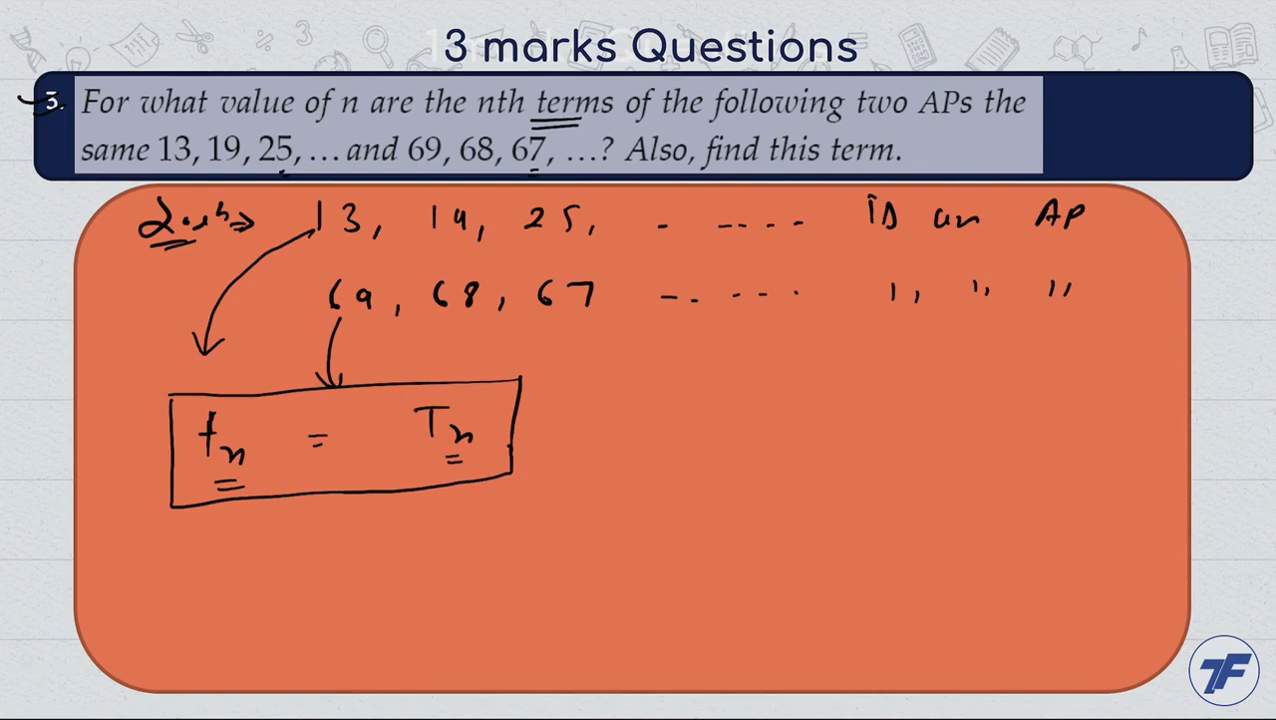 3 marks Questions
3. For what value of n are the nth terms of the following two APs the
same 13, 19, 25, ... and 69, 68, 67, ...? Also, find this term.
13, 19, 25, - ---- is an AP
69, 68, 67 -- . --- . ,, ,, ,,
tn = Tn